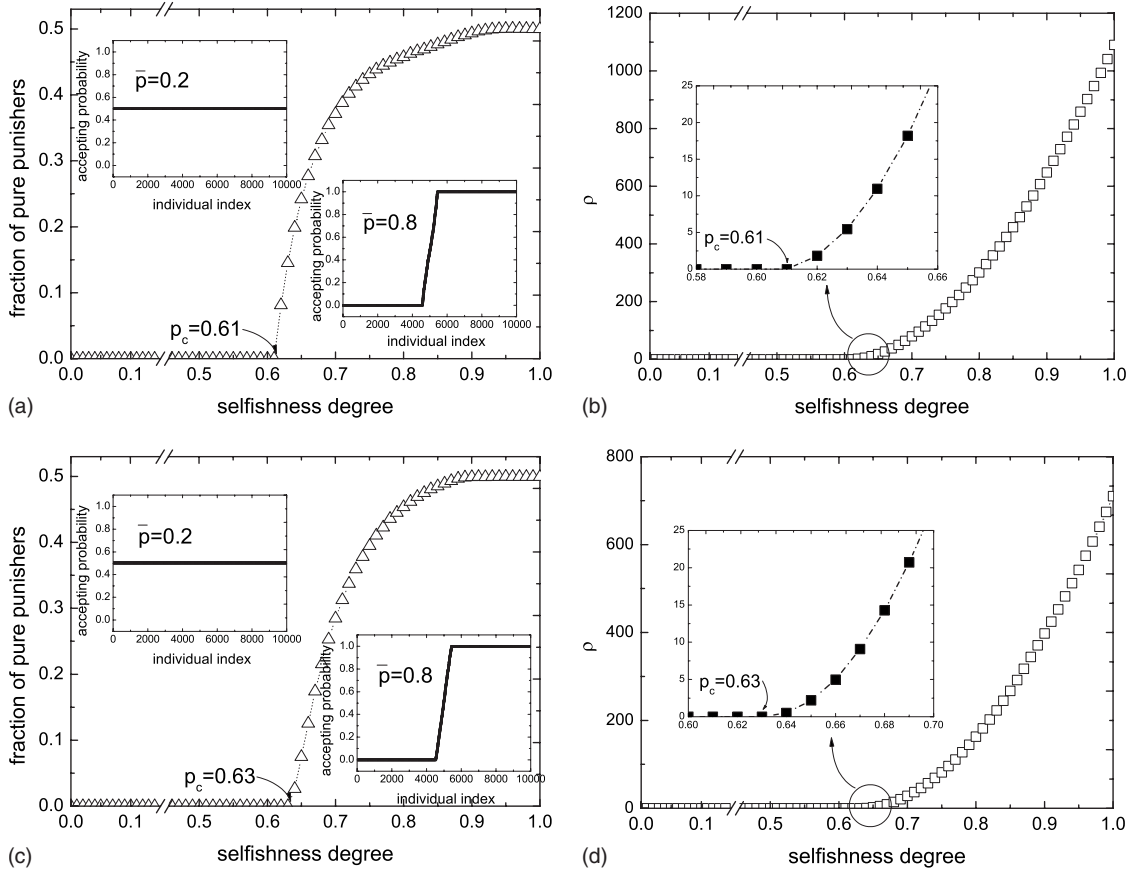 0.5
0.4
0.3
0.2
0.1
0.0
fraction of pure punishers
0.0 0.1 0.5 0.6 0.7 0.8 0.9 1.0
selfishness degree
(a)
1.0
0.8
0.6
0.4
0.2
0.0
accepting probability
p̄=0.2
0 2000 4000 6000 8000 10000
individual index
1.0
0.8
0.6
0.4
0.2
0.0
accepting probability
p̄=0.8
0 2000 4000 6000 8000 10000
individual index
pc=0.61
1200
1000
800
600
400
200
0
ρ
0.0 0.1 0.5 0.6 0.7 0.8 0.9 1.0
selfishness degree
(b)
25
20
15
10
5
0
pc=0.61
0.58 0.60 0.62 0.64 0.66
0.5
0.4
0.3
0.2
0.1
0.0
fraction of pure punishers
0.0 0.1 0.5 0.6 0.7 0.8 0.9 1.0
selfishness degree
(c)
1.0
0.8
0.6
0.4
0.2
0.0
accepting probability
p̄=0.2
0 2000 4000 6000 8000 10000
individual index
1.0
0.8
0.6
0.4
0.2
0.0
accepting probability
p̄=0.8
0 2000 4000 6000 8000 10000
individual index
pc=0.63
800
600
400
200
0
ρ
0.0 0.1 0.5 0.6 0.7 0.8 0.9 1.0
selfishness degree
(d)
25
20
15
10
5
0
pc=0.63
0.60 0.62 0.64 0.66 0.68 0.70